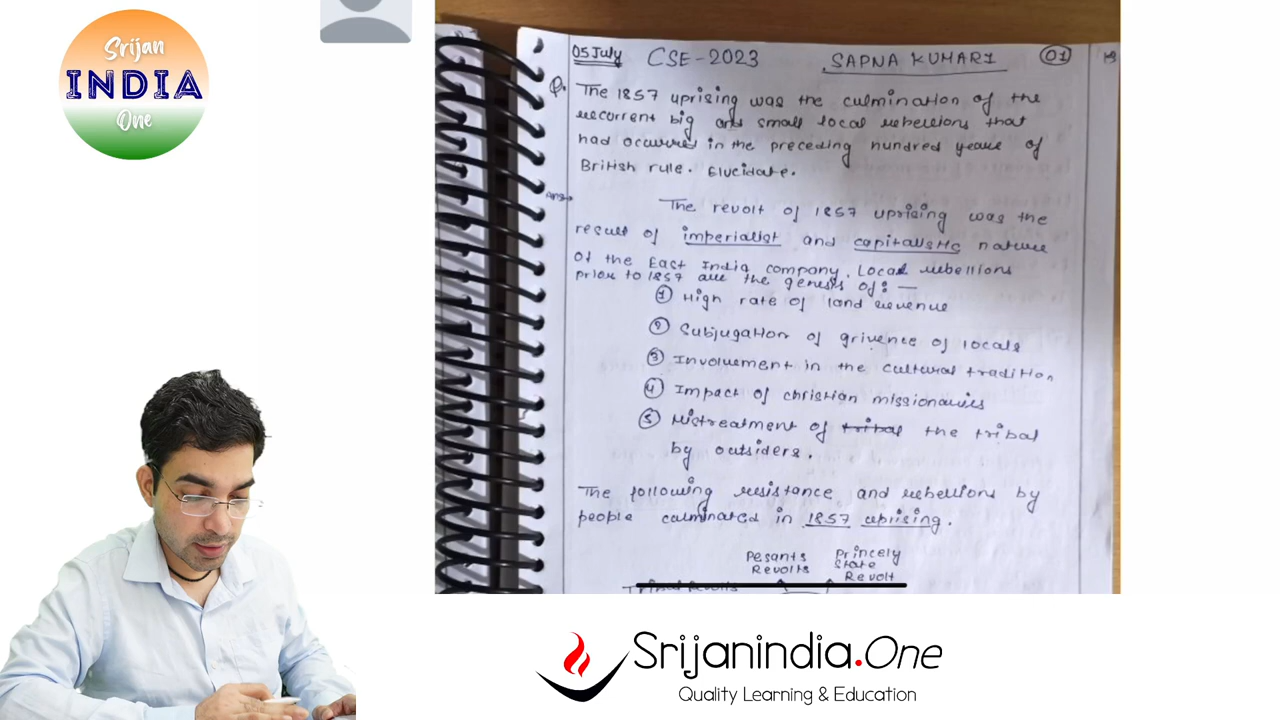 Srijan
INDIA
One
05 July CSE-2023 SAPNA KUMARI 01
Q. The 1857 uprising was the culmination of the
recurrent big and small local rebellions that
had occurred in the preceding hundred years of
British rule. Elucidate.
Ans.
The revolt of 1857 uprising was the
result of imperialist and capitalistic nature
of the East India company. Local rebellions
prior to 1857 are the genesis of: —
1 High rate of land revenue
2 Subjugation of grivence of locals
3 Involvement in the cultural tradition
4 Impact of christian missionaries
5 Mistreatment of tribal the tribal
by outsiders.
The following resistance and rebellions by
people culminated in 1857 uprising.
Pesants Princely
Revolts State
Revolt
Tribal Revolts
Srijanindia.One
Quality Learning & Education